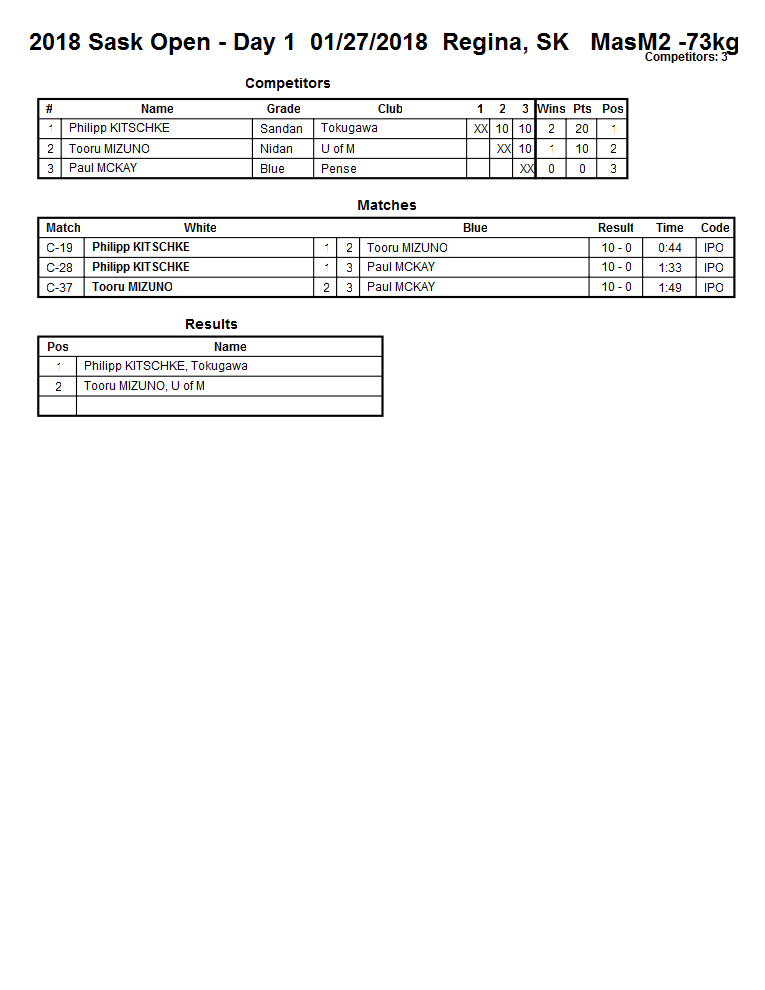 2018 Sask Open - Day 1 01/27/2018 Regina, SK MasM2 -73kg
Competitors: 3
Competitors
# Name Grade Club 1 2 3 Wins Pts Pos
1 Philipp KITSCHKE Sandan Tokugawa XX 10 10 2 20 1
2 Tooru MIZUNO Nidan U of M XX 10 1 10 2
3 Paul MCKAY Blue Pense XX 0 0 3
Matches
Match White Blue Result Time Code
C-19 Philipp KITSCHKE 1 2 Tooru MIZUNO 10 - 0 0:44 IPO
C-28 Philipp KITSCHKE 1 3 Paul MCKAY 10 - 0 1:33 IPO
C-37 Tooru MIZUNO 2 3 Paul MCKAY 10 - 0 1:49 IPO
Results
Pos Name
1 Philipp KITSCHKE, Tokugawa
2 Tooru MIZUNO, U of M